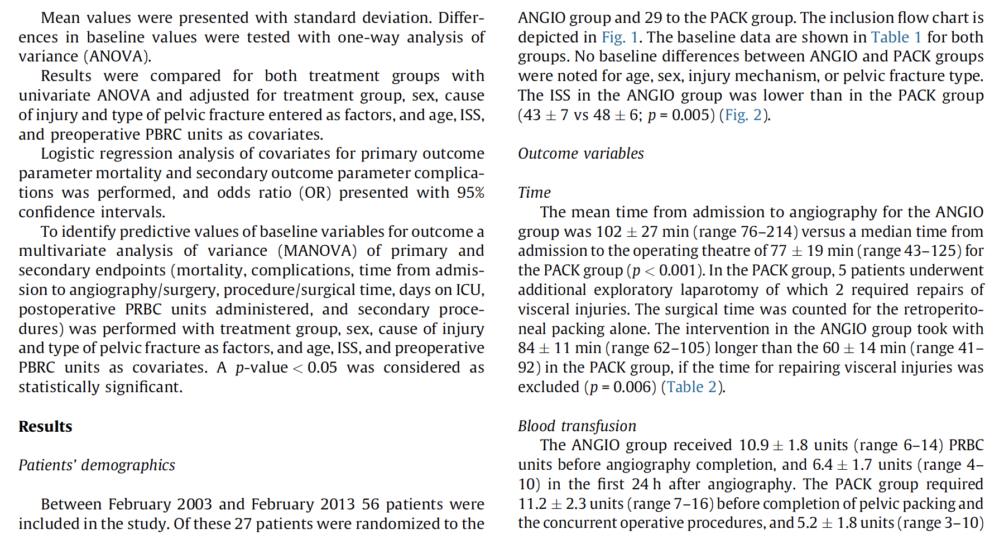 Mean values were presented with standard deviation. Differ-
ences in baseline values were tested with one-way analysis of
variance (ANOVA).
Results were compared for both treatment groups with
univariate ANOVA and adjusted for treatment group, sex, cause
of injury and type of pelvic fracture entered as factors, and age, ISS,
and preoperative PBRC units as covariates.
Logistic regression analysis of covariates for primary outcome
parameter mortality and secondary outcome parameter complica-
tions was performed, and odds ratio (OR) presented with 95%
confidence intervals.
To identify predictive values of baseline variables for outcome a
multivariate analysis of variance (MANOVA) of primary and
secondary endpoints (mortality, complications, time from admis-
sion to angiography/surgery, procedure/surgical time, days on ICU,
postoperative PRBC units administered, and secondary proce-
dures) was performed with treatment group, sex, cause of injury
and type of pelvic fracture as factors, and age, ISS, and preoperative
PBRC units as covariates. A p-value < 0.05 was considered as
statistically significant.
Results
Patients' demographics
Between February 2003 and February 2013 56 patients were
included in the study. Of these 27 patients were randomized to the
ANGIO group and 29 to the PACK group. The inclusion flow chart is
depicted in Fig. 1. The baseline data are shown in Table 1 for both
groups. No baseline differences between ANGIO and PACK groups
were noted for age, sex, injury mechanism, or pelvic fracture type.
The ISS in the ANGIO group was lower than in the PACK group
(43 ± 7 vs 48 ± 6; p = 0.005) (Fig. 2).
Outcome variables
Time
The mean time from admission to angiography for the ANGIO
group was 102 ± 27 min (range 76–214) versus a median time from
admission to the operating theatre of 77 ± 19 min (range 43–125) for
the PACK group (p < 0.001). In the PACK group, 5 patients underwent
additional exploratory laparotomy of which 2 required repairs of
visceral injuries. The surgical time was counted for the retroperito-
neal packing alone. The intervention in the ANGIO group took with
84 ± 11 min (range 62–105) longer than the 60 ± 14 min (range 41–
92) in the PACK group, if the time for repairing visceral injuries was
excluded (p = 0.006) (Table 2).
Blood transfusion
The ANGIO group received 10.9 ± 1.8 units (range 6–14) PRBC
units before angiography completion, and 6.4 ± 1.7 units (range 4–
10) in the first 24 h after angiography. The PACK group required
11.2 ± 2.3 units (range 7–16) before completion of pelvic packing and
the concurrent operative procedures, and 5.2 ± 1.8 units (range 3–10)